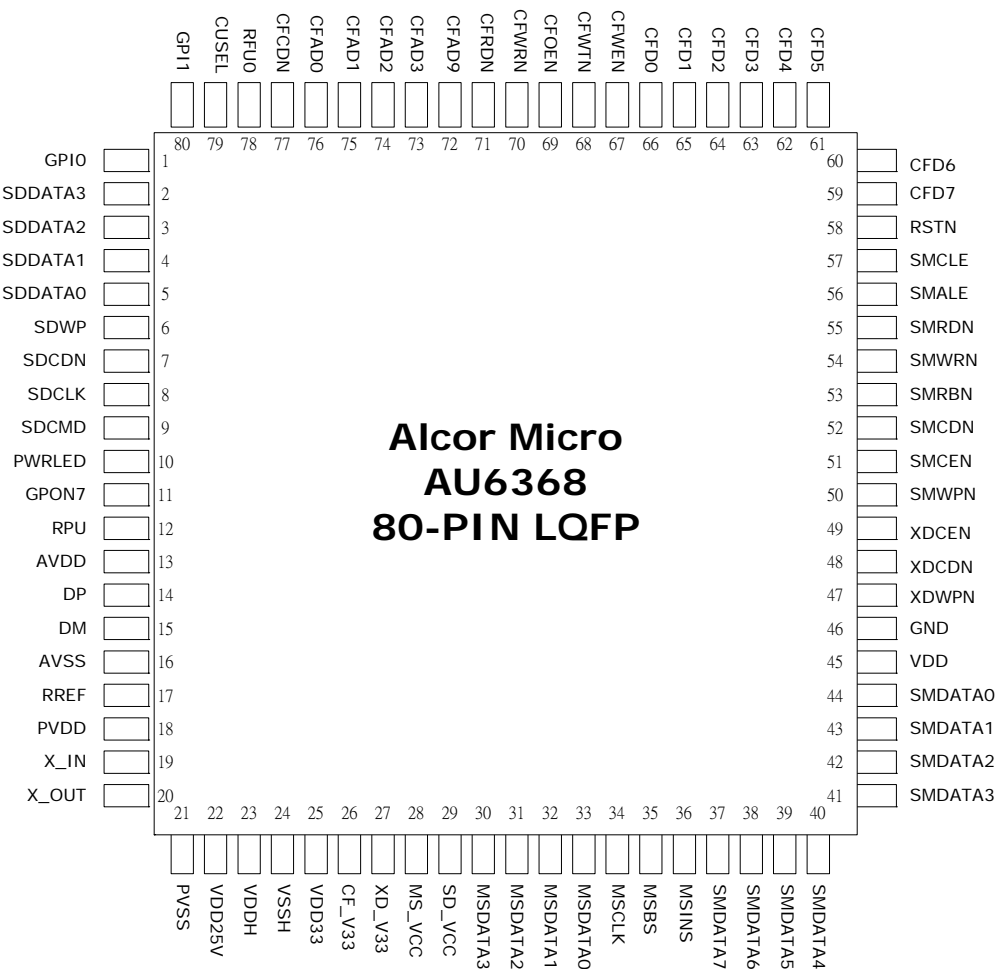 GPI1 CUSEL RFU0 CFCDN CFAD0 CFAD1 CFAD2 CFAD3 CFAD9 CFRDN CFWRN CFOEN CFWTN CFWEN CFD0 CFD1 CFD2 CFD3 CFD4 CFD5
80 79 78 77 76 75 74 73 72 71 70 69 68 67 66 65 64 63 62 61
GPI0 1 60 CFD6
SDDATA3 2 59 CFD7
SDDATA2 3 58 RSTN
SDDATA1 4 57 SMCLE
SDDATA0 5 56 SMALE
SDWP 6 55 SMRDN
SDCDN 7 54 SMWRN
SDCLK 8 53 SMRBN
SDCMD 9 52 SMCDN
PWRLED 10 51 SMCEN
GPON7 11 50 SMWPN
RPU 12 49 XDCEN
AVDD 13 48 XDCDN
DP 14 47 XDWPN
DM 15 46 GND
AVSS 16 45 VDD
RREF 17 44 SMDATA0
PVDD 18 43 SMDATA1
X_IN 19 42 SMDATA2
X_OUT 20 41 SMDATA3
Alcor Micro
AU6368
80-PIN LQFP
21 22 23 24 25 26 27 28 29 30 31 32 33 34 35 36 37 38 39 40
PVSS VDD25V VDDH VSSH VDD33 CF_V33 XD_V33 MS_VCC SD_VCC MSDATA3 MSDATA2 MSDATA1 MSDATA0 MSCLK MSBS MSINS SMDATA7 SMDATA6 SMDATA5 SMDATA4